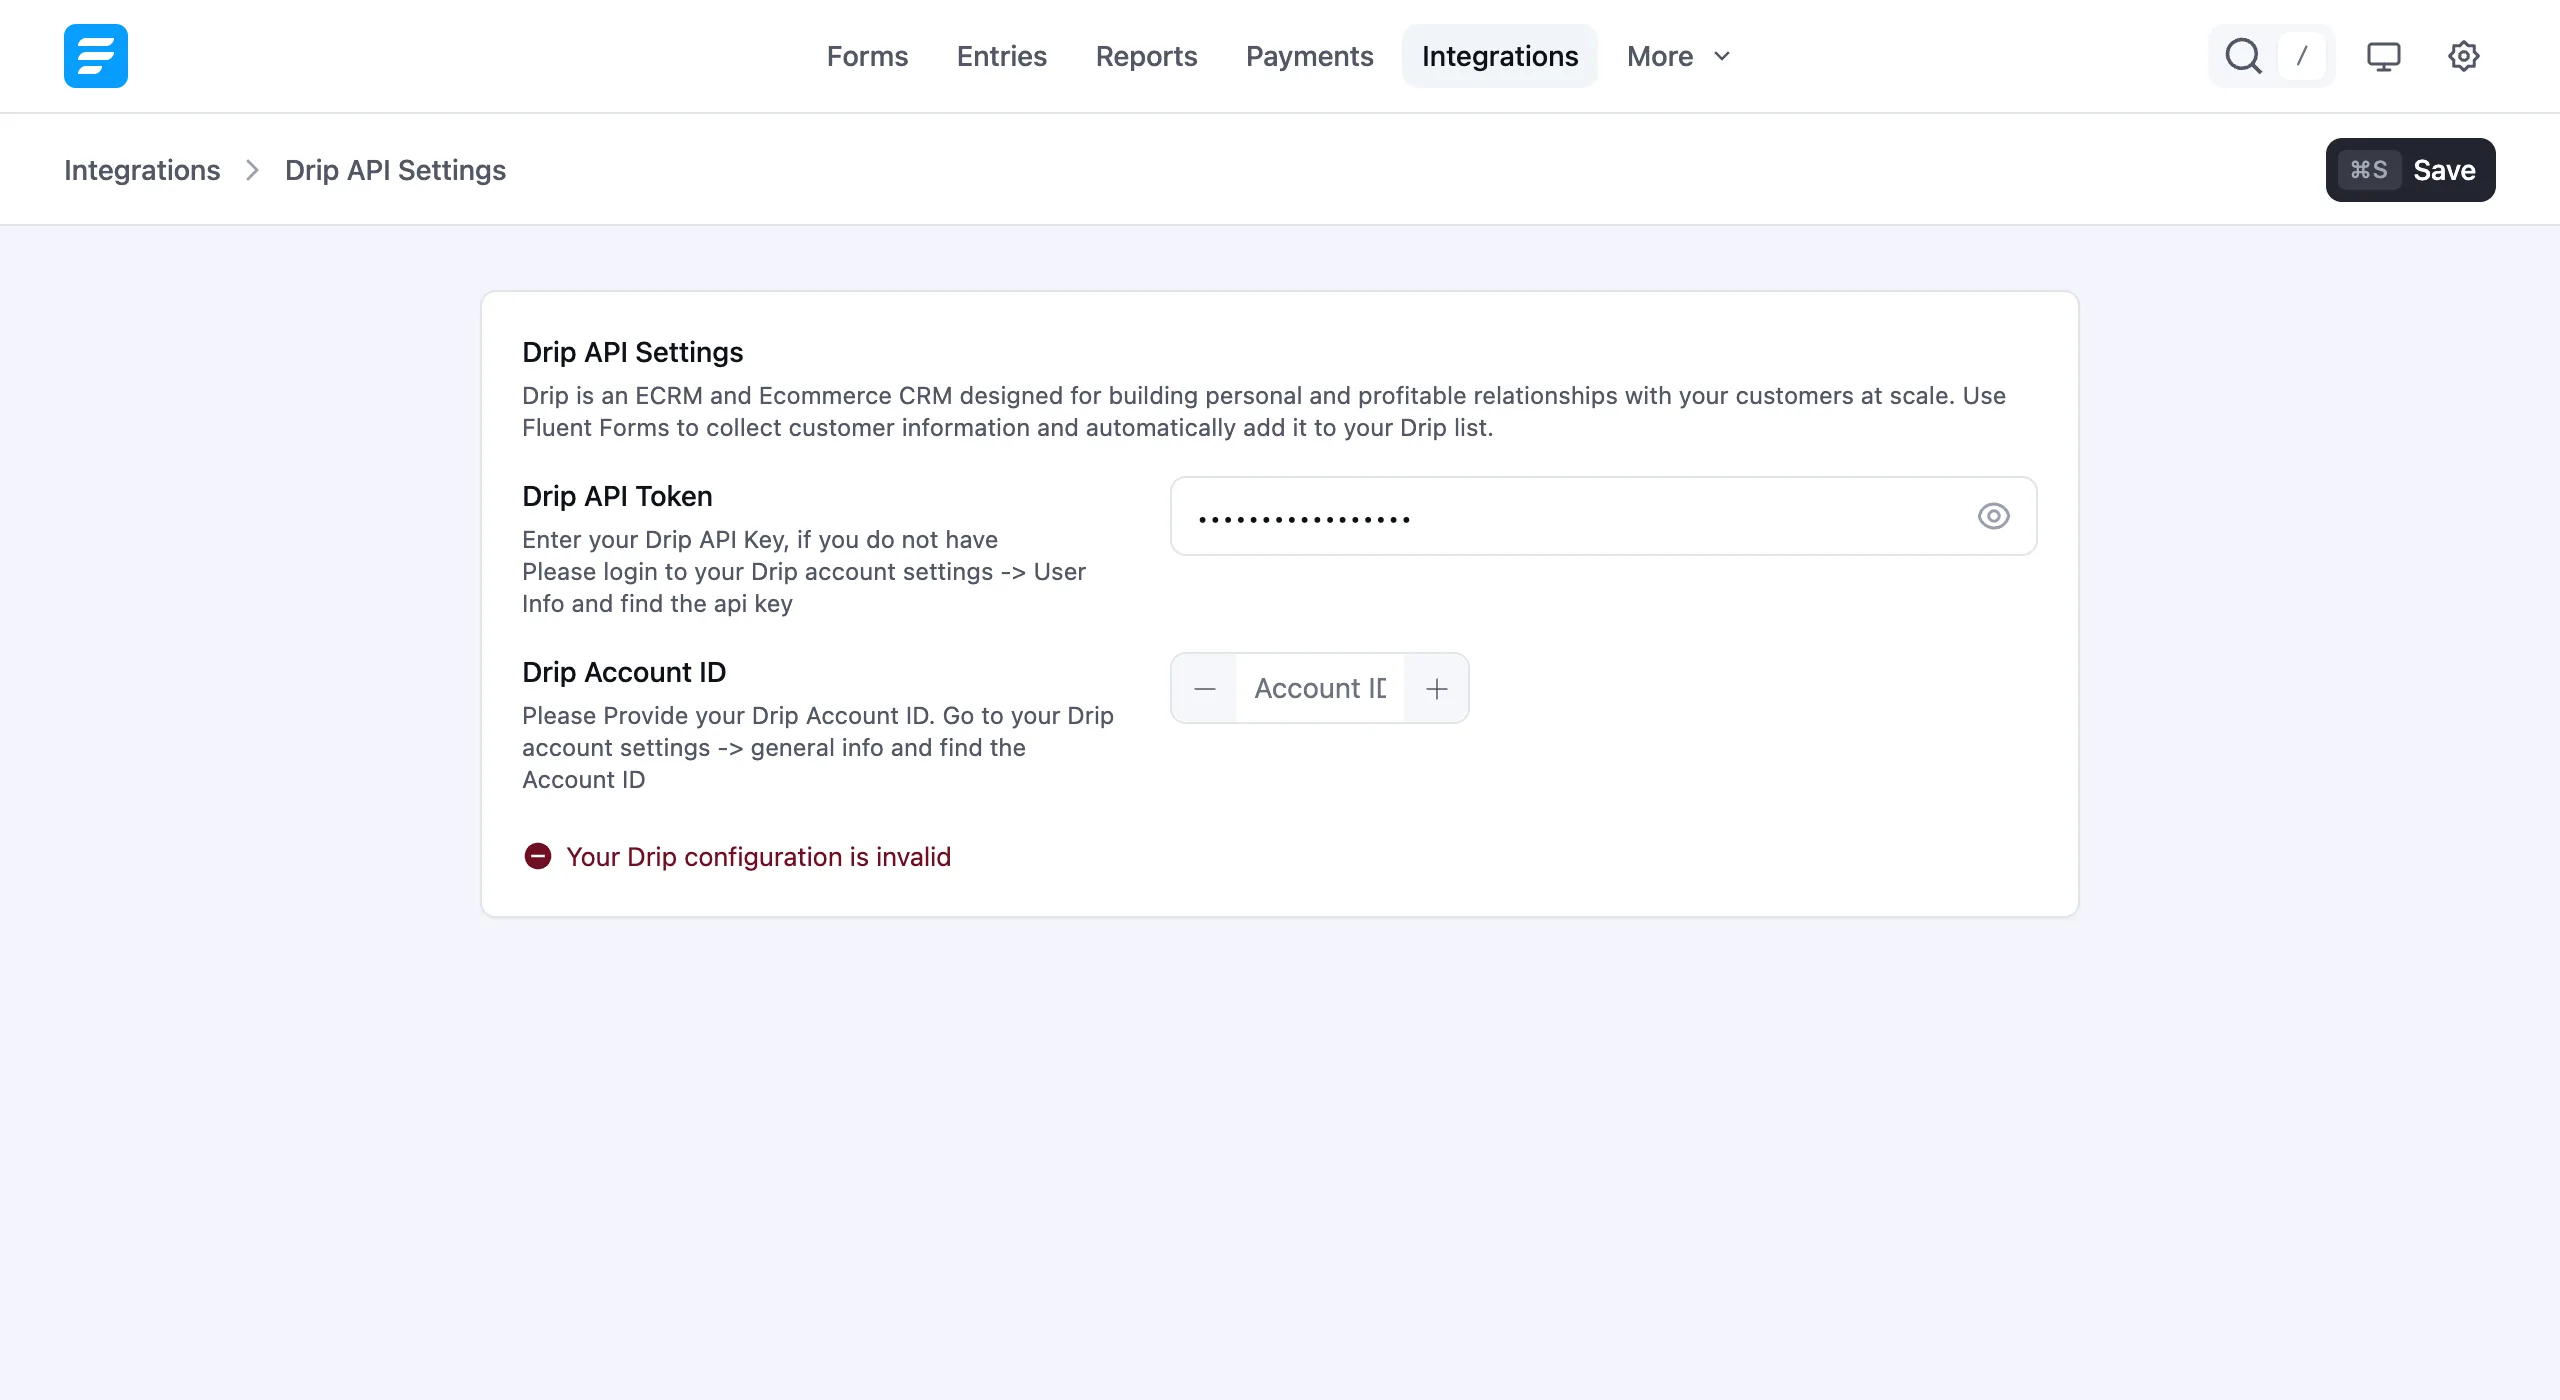 Forms
Entries
Reports
Payments
Integrations
More
/
Integrations > Drip API Settings
⌘S Save
Drip API Settings
Drip is an ECRM and Ecommerce CRM designed for building personal and profitable relationships with your customers at scale. Use
Fluent Forms to collect customer information and automatically add it to your Drip list.
Drip API Token
Enter your Drip API Key, if you do not have
Please login to your Drip account settings -> User
Info and find the api key
•••••••••••••••••
Drip Account ID
Please Provide your Drip Account ID. Go to your Drip
account settings -> general info and find the
Account ID
Account ID
Your Drip configuration is invalid